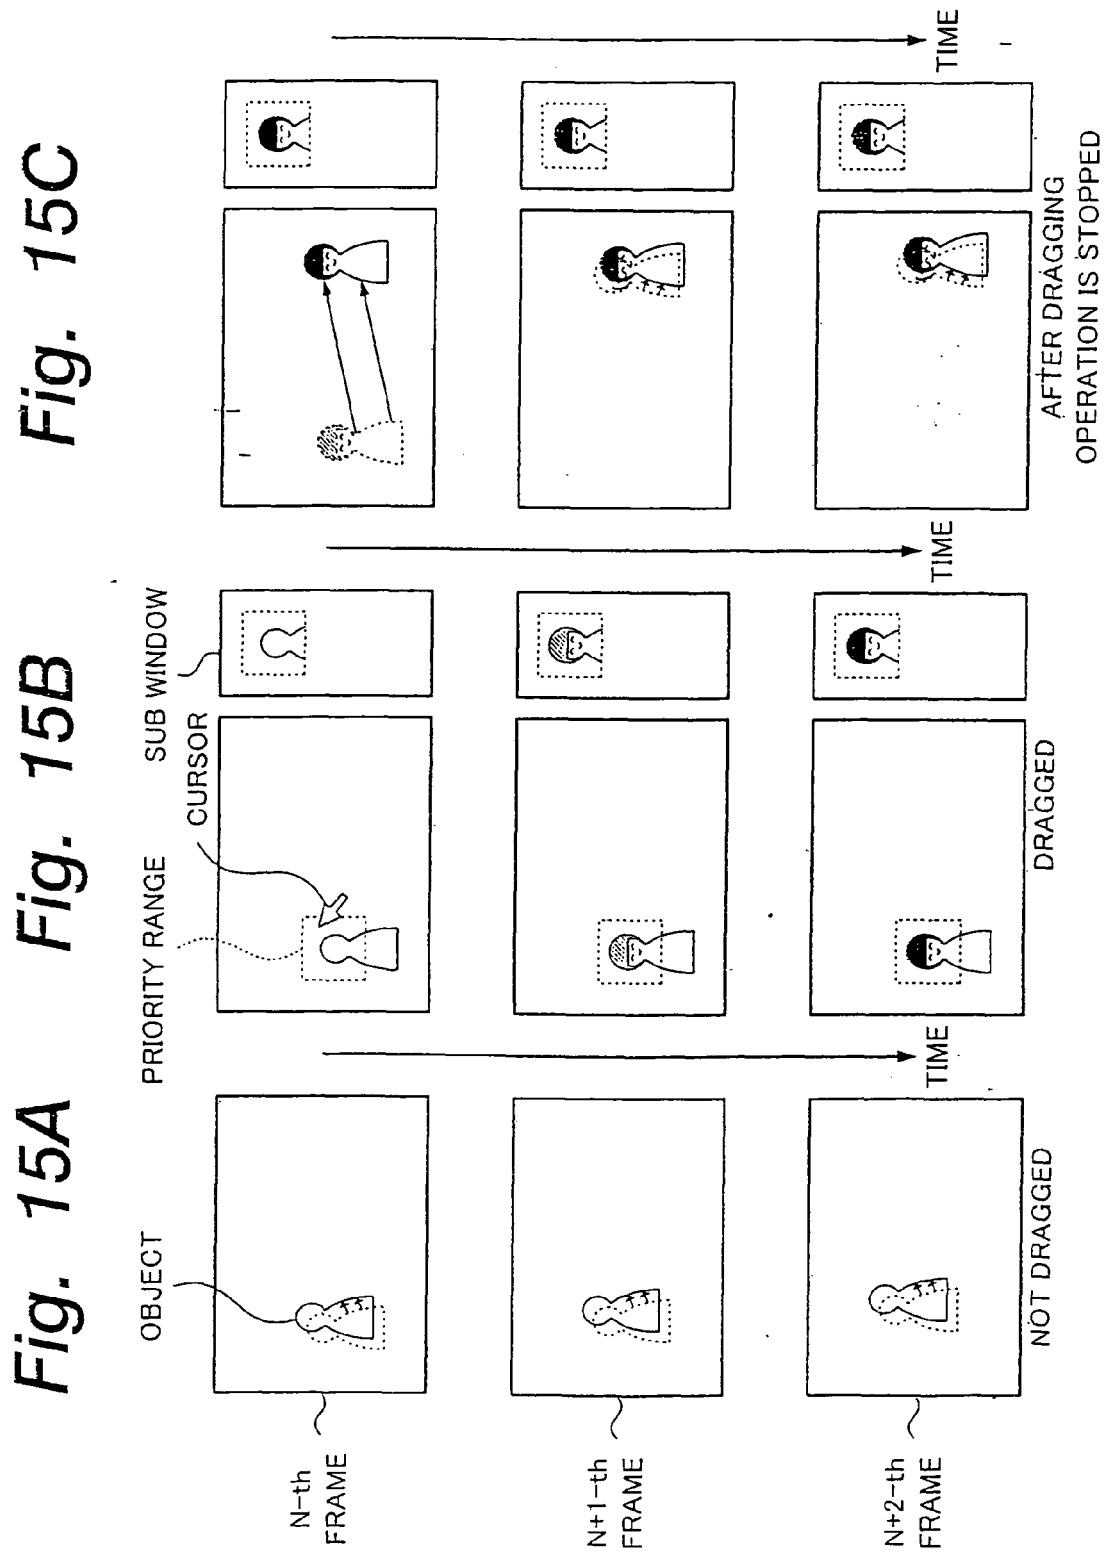 Fig. 15A
Fig. 15B
Fig. 15C
OBJECT
PRIORITY RANGE
CURSOR
SUB WINDOW
N-th
FRAME
N+1-th
FRAME
N+2-th
FRAME
TIME
TIME
TIME
NOT DRAGGED
DRAGGED
AFTER DRAGGING
OPERATION IS STOPPED